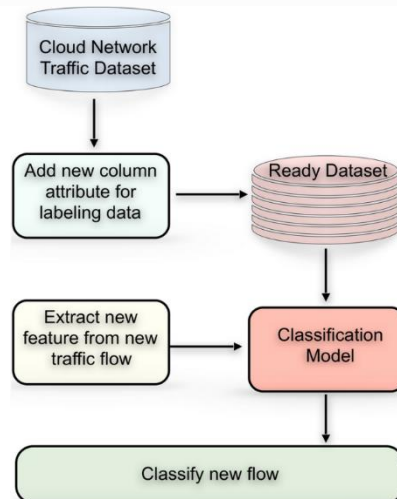 Cloud Network
Traffic Dataset
Add new column
attribute for
labeling data
Ready Dataset
Extract new
feature from new
traffic flow
Classification
Model
Classify new flow